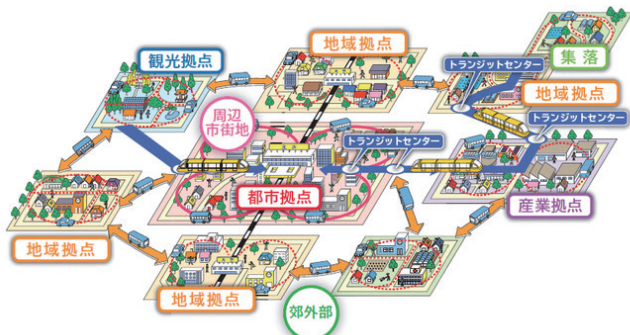 地域拠点
観光拠点
トランジットセンター
集落
地域拠点
トランジットセンター
周辺
市街地
トランジットセンター
都市拠点
産業拠点
地域拠点
地域拠点
郊外部